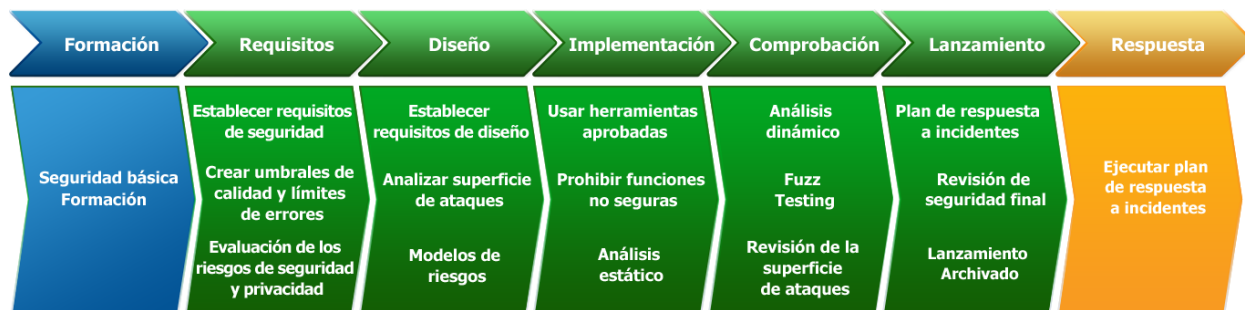 Formación
Requisitos
Diseño
Implementación
Comprobación
Lanzamiento
Respuesta
Seguridad básica
Formación
Establecer requisitos
de seguridad
Crear umbrales de
calidad y límites
de errores
Evaluación de los
riesgos de seguridad
y privacidad
Establecer
requisitos de diseño
Analizar superficie
de ataques
Modelos de
riesgos
Usar herramientas
aprobadas
Prohibir funciones
no seguras
Análisis
estático
Análisis
dinámico
Fuzz
Testing
Revisión de la
superficie
de ataques
Plan de respuesta
a incidentes
Revisión de
seguridad final
Lanzamiento
Archivado
Ejecutar plan
de respuesta
a incidentes